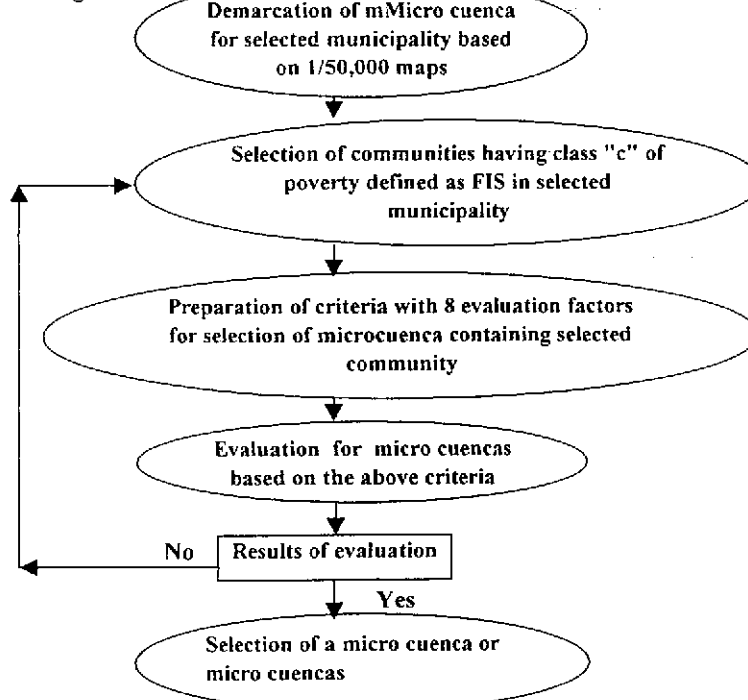 Demarcation of mMicro cuenca
for selected municipality based
on 1/50,000 maps
Selection of communities having class "c" of
poverty defined as FIS in selected
municipality
Preparation of criteria with 8 evaluation factors
for selection of microcuenca containing selected
community
Evaluation for micro cuencas
based on the above criteria
No
Results of evaluation
Yes
Selection of a micro cuenca or
micro cuencas